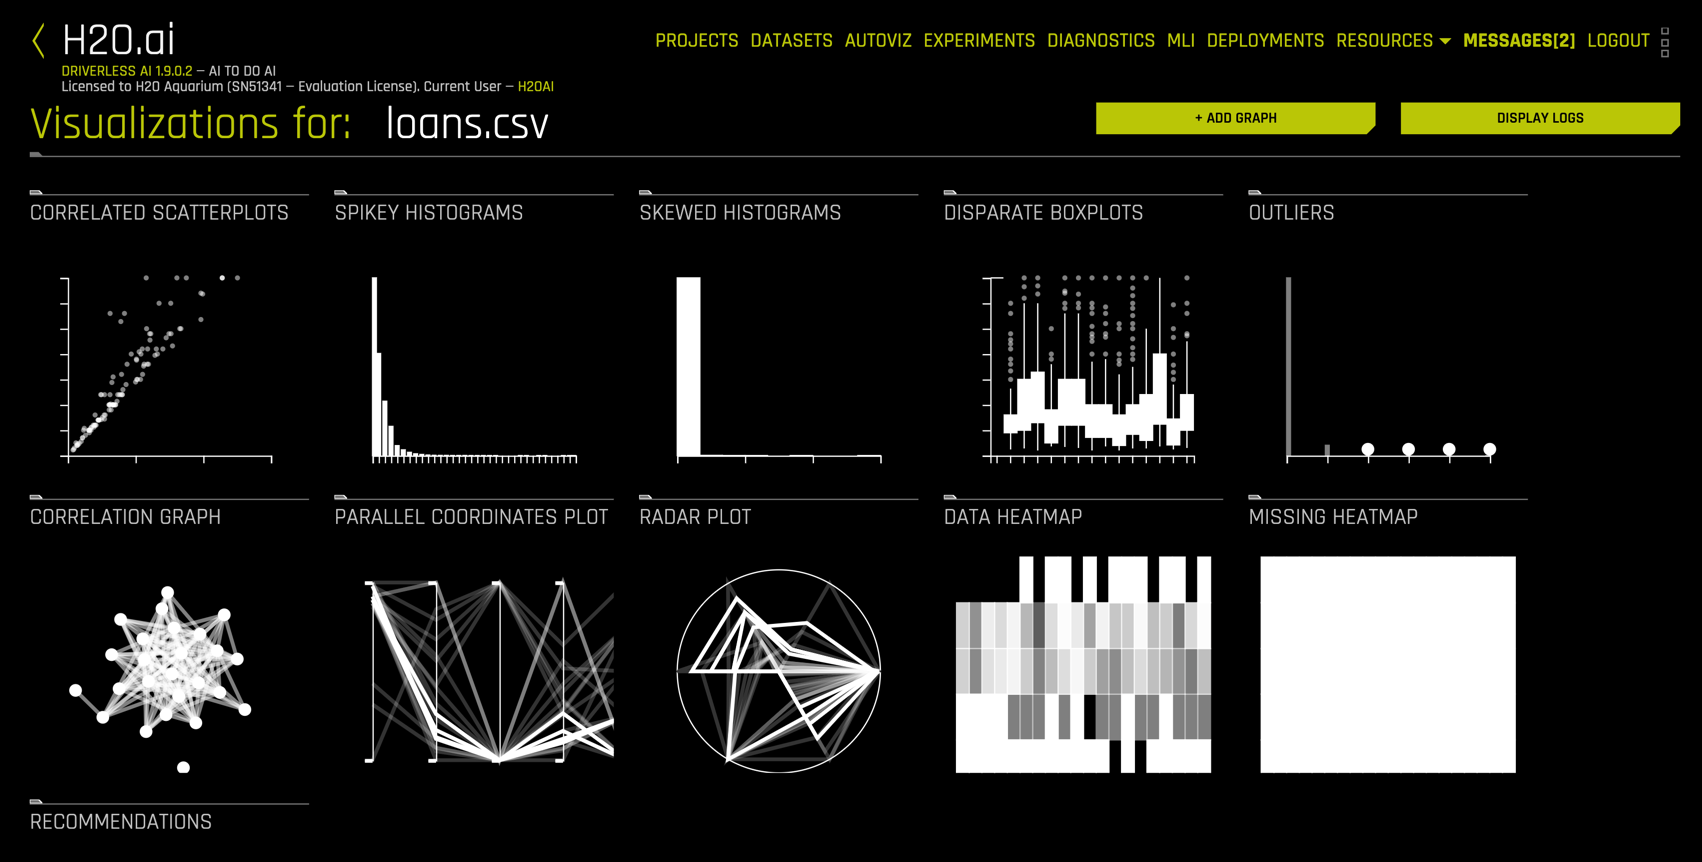 H2O.ai
PROJECTS DATASETS AUTOVIZ EXPERIMENTS DIAGNOSTICS MLI DEPLOYMENTS RESOURCES MESSAGES[2] LOGOUT
DRIVERLESS AI 1.9.0.2 — AI TO DO AI
Licensed to H2O Aquarium (SN51341 — Evaluation License). Current User — H2OAI
Visualizations for: loans.csv
+ ADD GRAPH
DISPLAY LOGS
CORRELATED SCATTERPLOTS
SPIKEY HISTOGRAMS
SKEWED HISTOGRAMS
DISPARATE BOXPLOTS
OUTLIERS
CORRELATION GRAPH
PARALLEL COORDINATES PLOT
RADAR PLOT
DATA HEATMAP
MISSING HEATMAP
RECOMMENDATIONS